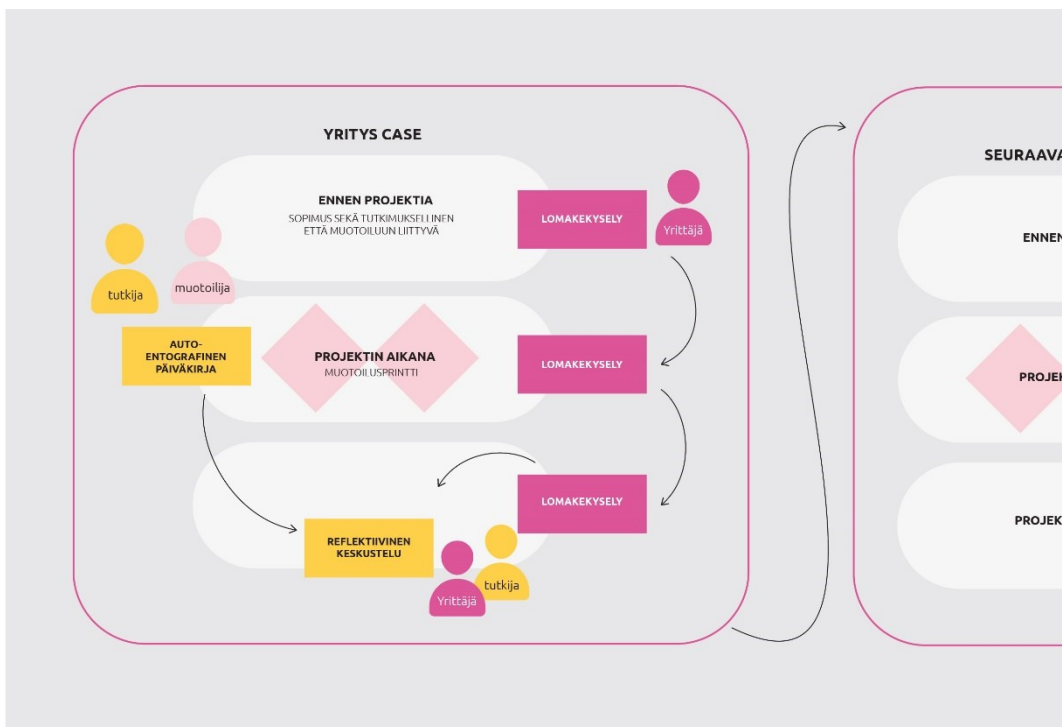 YRITYS CASE
ENNEN PROJEKTIA
SOPIMUS SEKÄ TUTKIMUKSELLINEN
ETTÄ MUOTOILUUN LIITTYVÄ
LOMAKEKYSELY
Yrittäjä
tutkija
muotoilija
AUTO-
ENTOGRAFINEN
PÄIVÄKIRJA
PROJEKTIN AIKANA
MUOTOILUSPRINTTI
LOMAKEKYSELY
LOMAKEKYSELY
REFLEKTIIVINEN
KESKUSTELU
Yrittäjä
tutkija
SEURAAVA
ENNEN
PROJEK
PROJEK